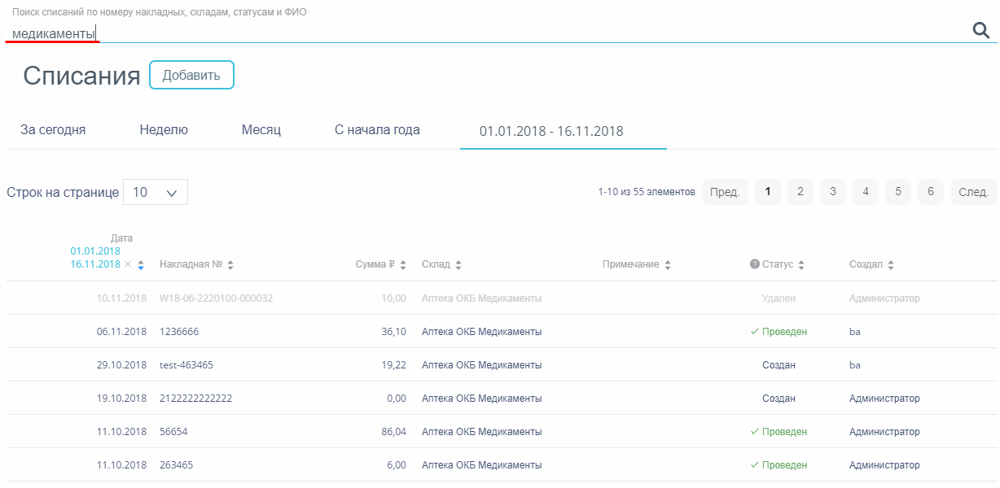 Поиск списаний по номеру накладных, складам, статусам и ФИО
медикаменты
Списания Добавить
За сегодня Неделю Месяц С начала года 01.01.2018 - 16.11.2018
Строк на странице 10 1-10 из 55 элементов Пред. 1 2 3 4 5 6 След.
Дата
01.01.2018
16.11.2018 × Накладная № Сумма ₽ Склад Примечание ? Статус Создал
10.11.2018 W18-06-2220100-000032 10,00 Аптека ОКБ Медикаменты Удален Администратор
06.11.2018 1236666 36,10 Аптека ОКБ Медикаменты ✓ Проведен ba
29.10.2018 test-463465 19,22 Аптека ОКБ Медикаменты Создан ba
19.10.2018 2122222222222 0,00 Аптека ОКБ Медикаменты Создан Администратор
11.10.2018 56654 86,04 Аптека ОКБ Медикаменты ✓ Проведен Администратор
11.10.2018 263465 6,00 Аптека ОКБ Медикаменты ✓ Проведен Администратор